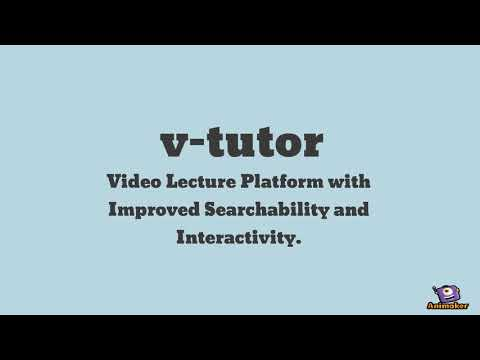 v-tutor
Video Lecture Platform with
Improved Searchability and
Interactivity.
Animaker